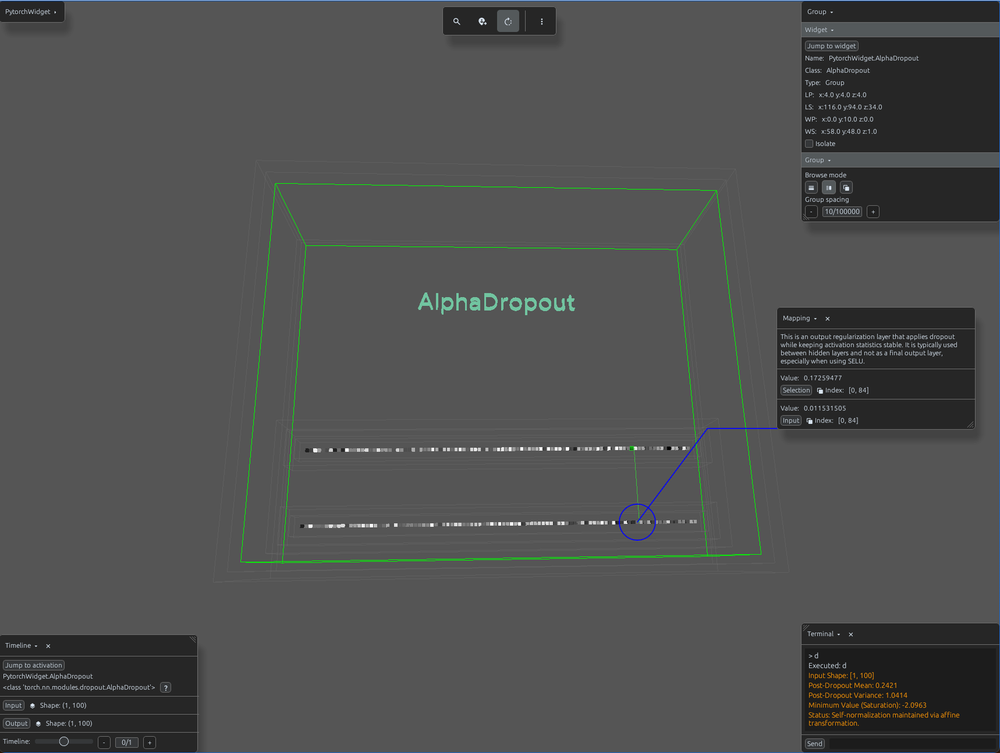 PytorchWidget
Group
Widget
Jump to widget
Name: PytorchWidget.AlphaDropout
Class: AlphaDropout
Type: Group
LP: x:4.0 y:4.0 z:4.0
LS: x:116.0 y:94.0 z:34.0
WP: x:0.0 y:10.0 z:0.0
WS: x:58.0 y:48.0 z:1.0
Isolate
Group
Browse mode
Group spacing
- 10/100000 +
AlphaDropout
Mapping ×
This is an output regularization layer that applies dropout
while keeping activation statistics stable. It is typically used
between hidden layers and not as a final output layer,
especially when using SELU.
Value: 0.17259477
Selection Index: [0, 84]
Value: 0.011531505
Input Index: [0, 84]
Timeline ×
Jump to activation
PytorchWidget.AlphaDropout
<class 'torch.nn.modules.dropout.AlphaDropout'> ?
Input Shape: (1, 100)
Output Shape: (1, 100)
Timeline: - 0/1 +
Terminal ×
> d
Executed: d
Input Shape: [1, 100]
Post-Dropout Mean: 0.2421
Post-Dropout Variance: 1.0414
Minimum Value (Saturation): -2.0963
Status: Self-normalization maintained via affine
transformation.
Send